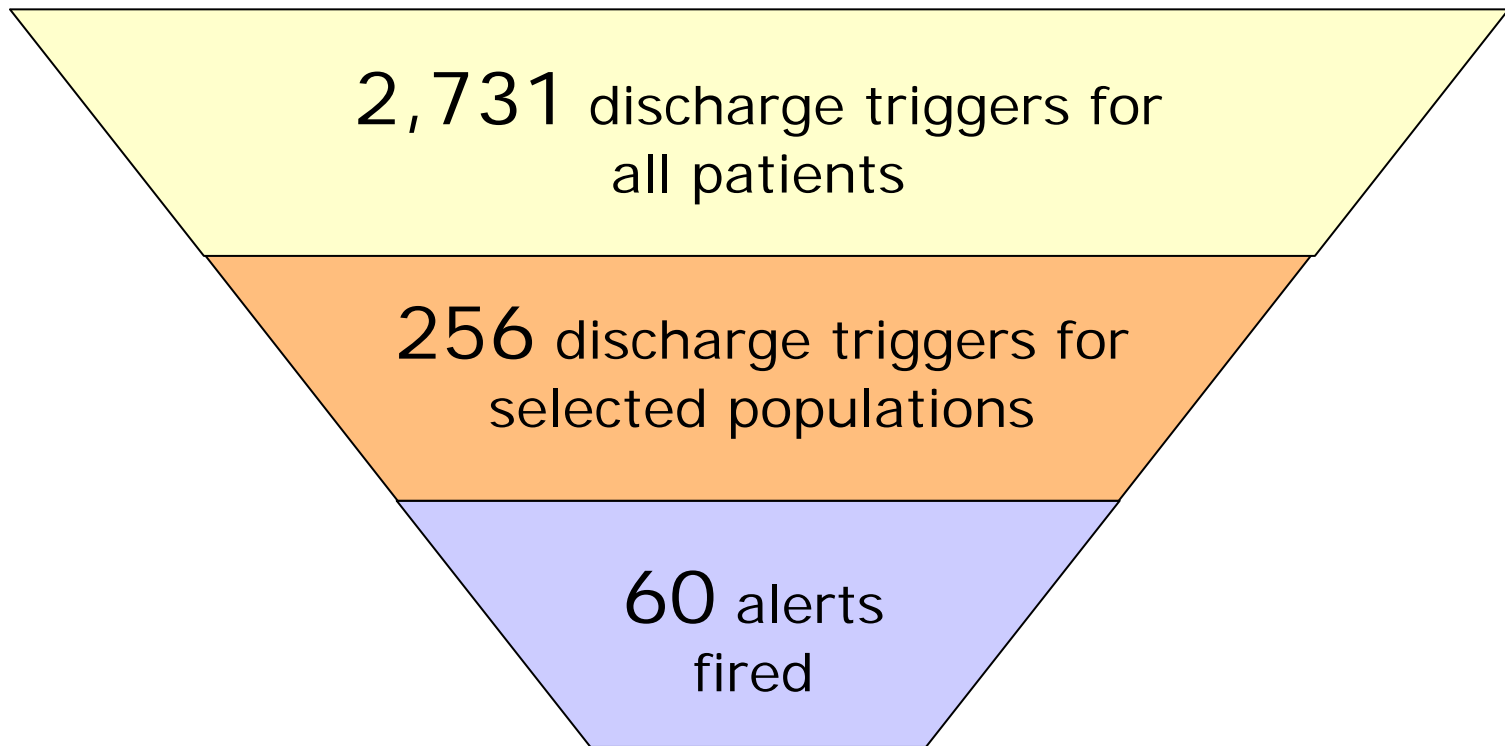 2,731 discharge triggers for
all patients
256 discharge triggers for
selected populations
60 alerts
fired